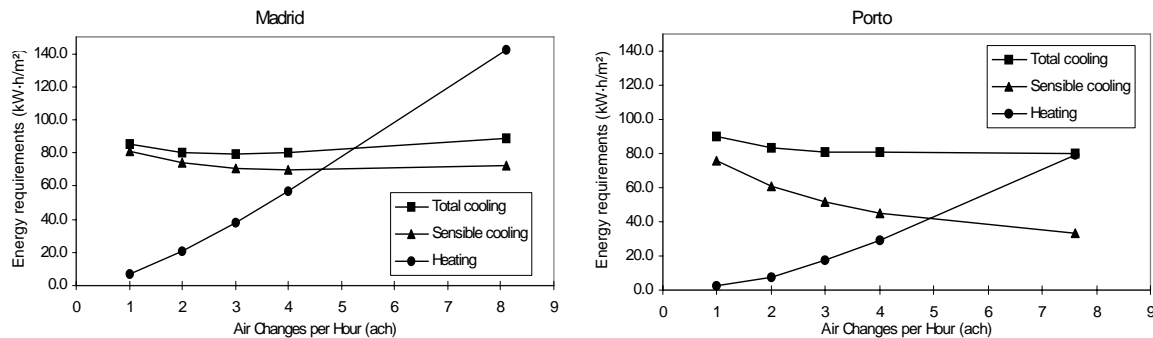 Madrid
Energy requirements (kW·h/m²)
140.0
120.0
100.0
80.0
60.0
40.0
20.0
0.0
Total cooling
Sensible cooling
Heating
0 1 2 3 4 5 6 7 8 9
Air Changes per Hour (ach)
Porto
Energy requirements (kW·h/m²)
140.0
120.0
100.0
80.0
60.0
40.0
20.0
0.0
Total cooling
Sensible cooling
Heating
0 1 2 3 4 5 6 7 8 9
Air Changes per Hour (ach)